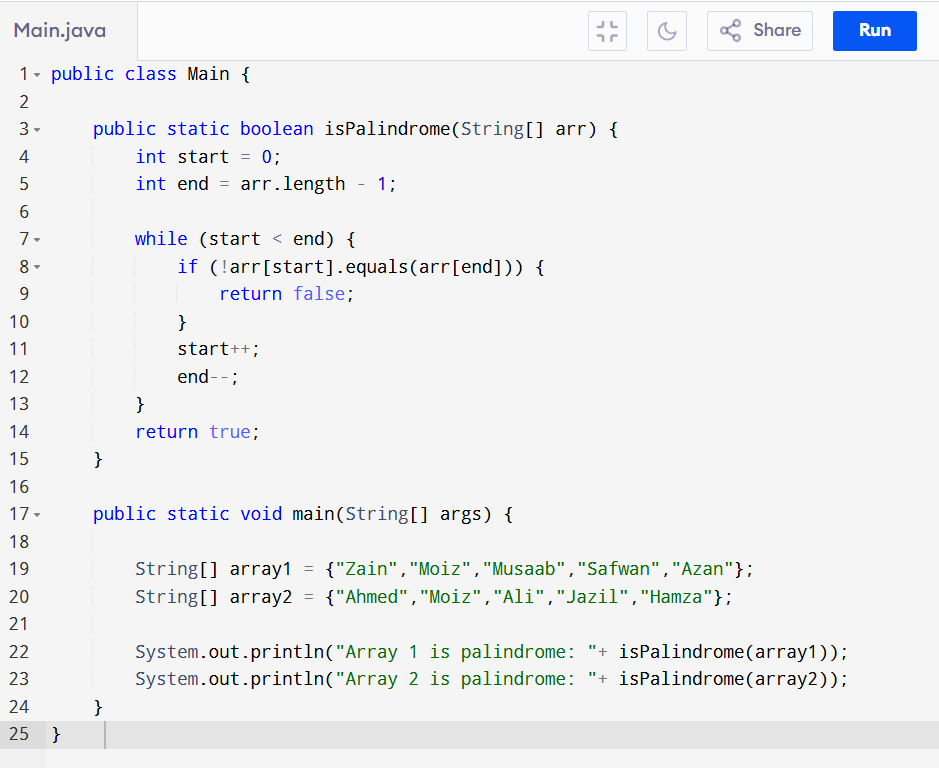 Main.java
Share
Run
1 public class Main {
2
3     public static boolean isPalindrome(String[] arr) {
4         int start = 0;
5         int end = arr.length - 1;
6
7         while (start < end) {
8             if (!arr[start].equals(arr[end])) {
9                 return false;
10             }
11             start++;
12             end--;
13         }
14         return true;
15     }
16
17     public static void main(String[] args) {
18
19         String[] array1 = {"Zain","Moiz","Musaab","Safwan","Azan"};
20         String[] array2 = {"Ahmed","Moiz","Ali","Jazil","Hamza"};
21
22         System.out.println("Array 1 is palindrome: "+ isPalindrome(array1));
23         System.out.println("Array 2 is palindrome: "+ isPalindrome(array2));
24     }
25 }